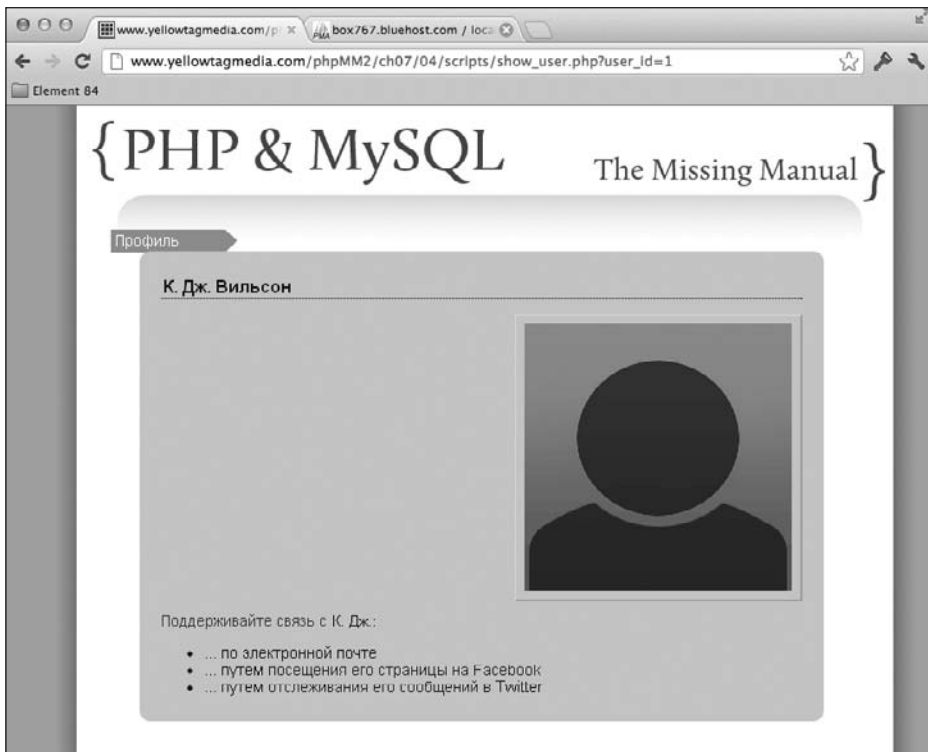 www.yellowtagmedia.com/p
box767.bluehost.com / loca
www.yellowtagmedia.com/phpMM2/ch07/04/scripts/show_user.php?user_id=1
Element 84
{PHP & MySQL
The Missing Manual}
Профиль
К. Дж. Вильсон
Поддерживайте связь с К. Дж.:
• ... по электронной почте
• ... путем посещения его страницы на Facebook
• ... путем отслеживания его сообщений в Twitter